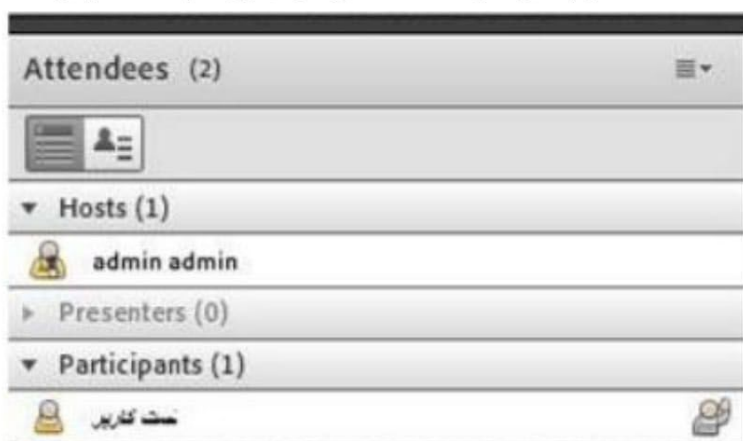 Attendees (2)
Hosts (1)
admin admin
Presenters (0)
Participants (1)
تست کاربر